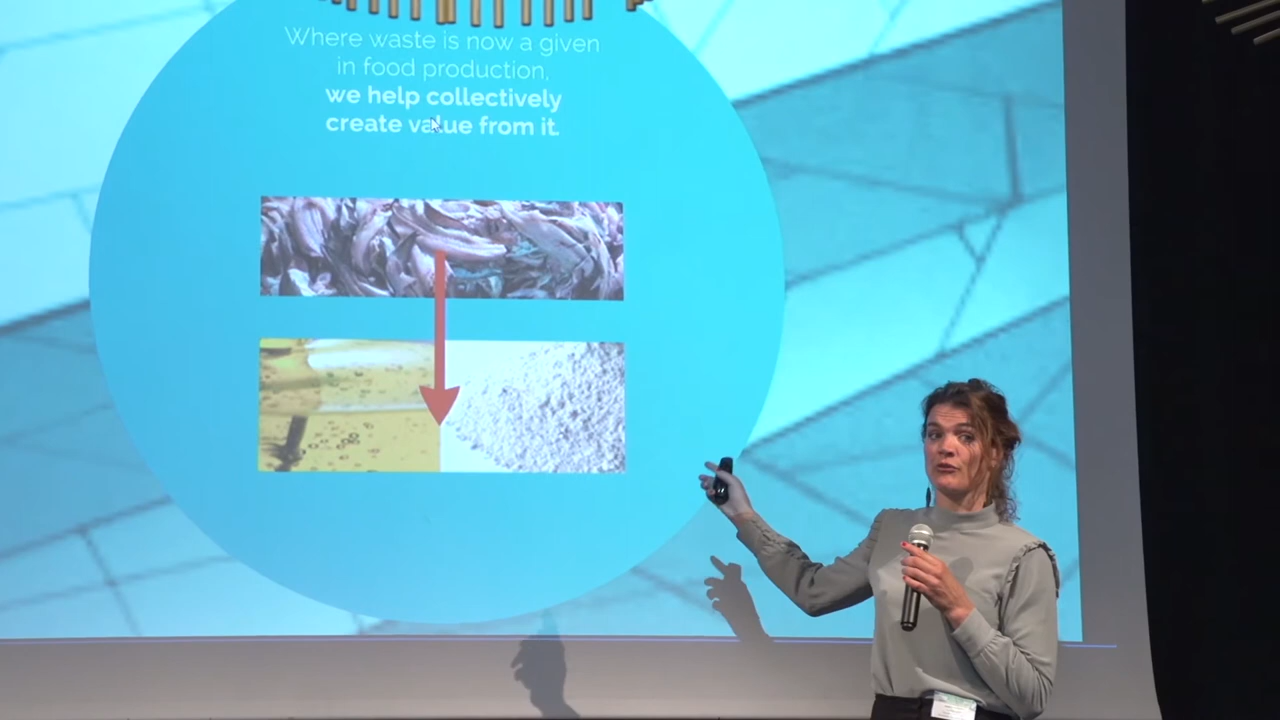 Where waste is now a given
in food production,
we help collectively
create value from it.